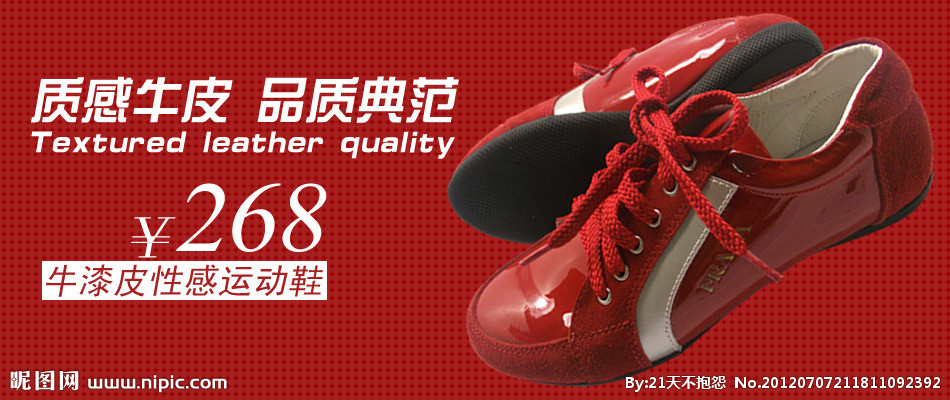 质感牛皮 品质典范
Textured leather quality
¥268
牛漆皮性感运动鞋
PRADA
昵图网 www.nipic.com
By:21天不抱怨 No.20120707211811092392